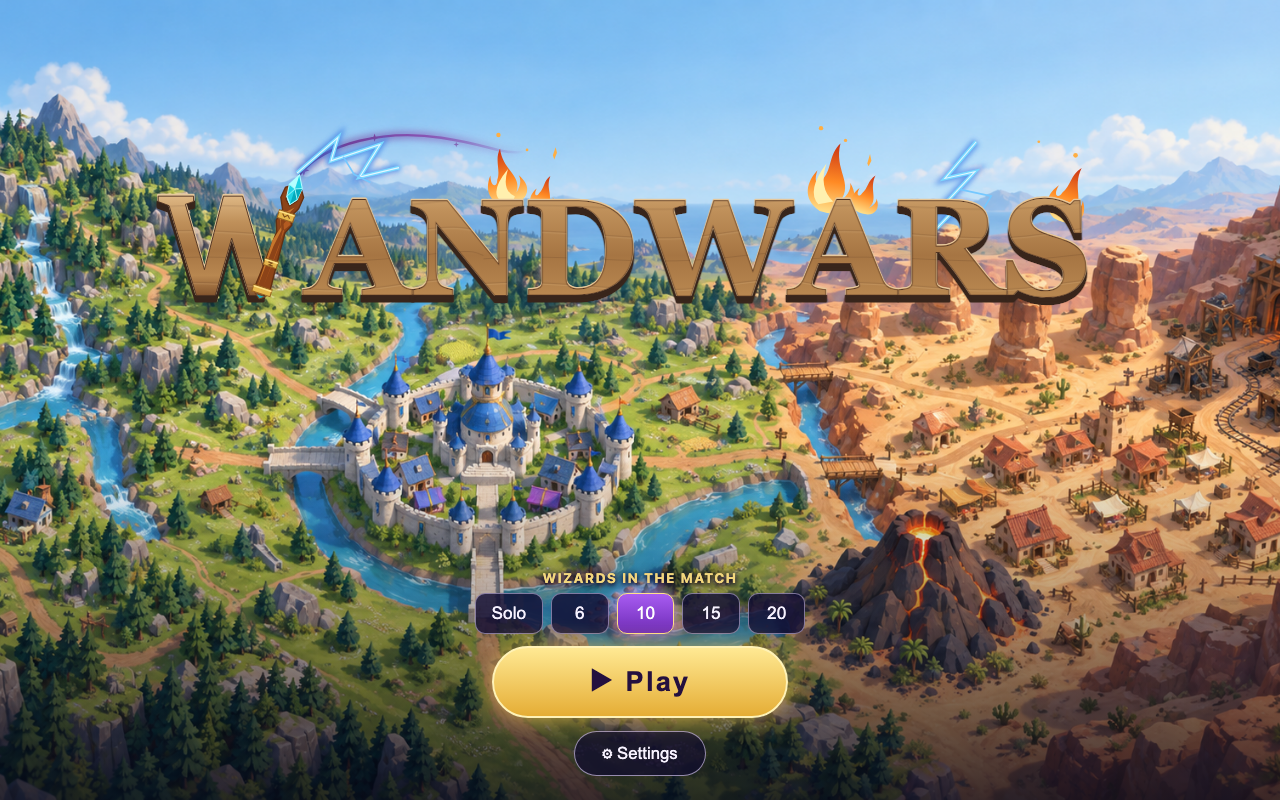 WANDWARS
WIZARDS IN THE MATCH
Solo 6 10 15 20
▶ Play
⚙ Settings